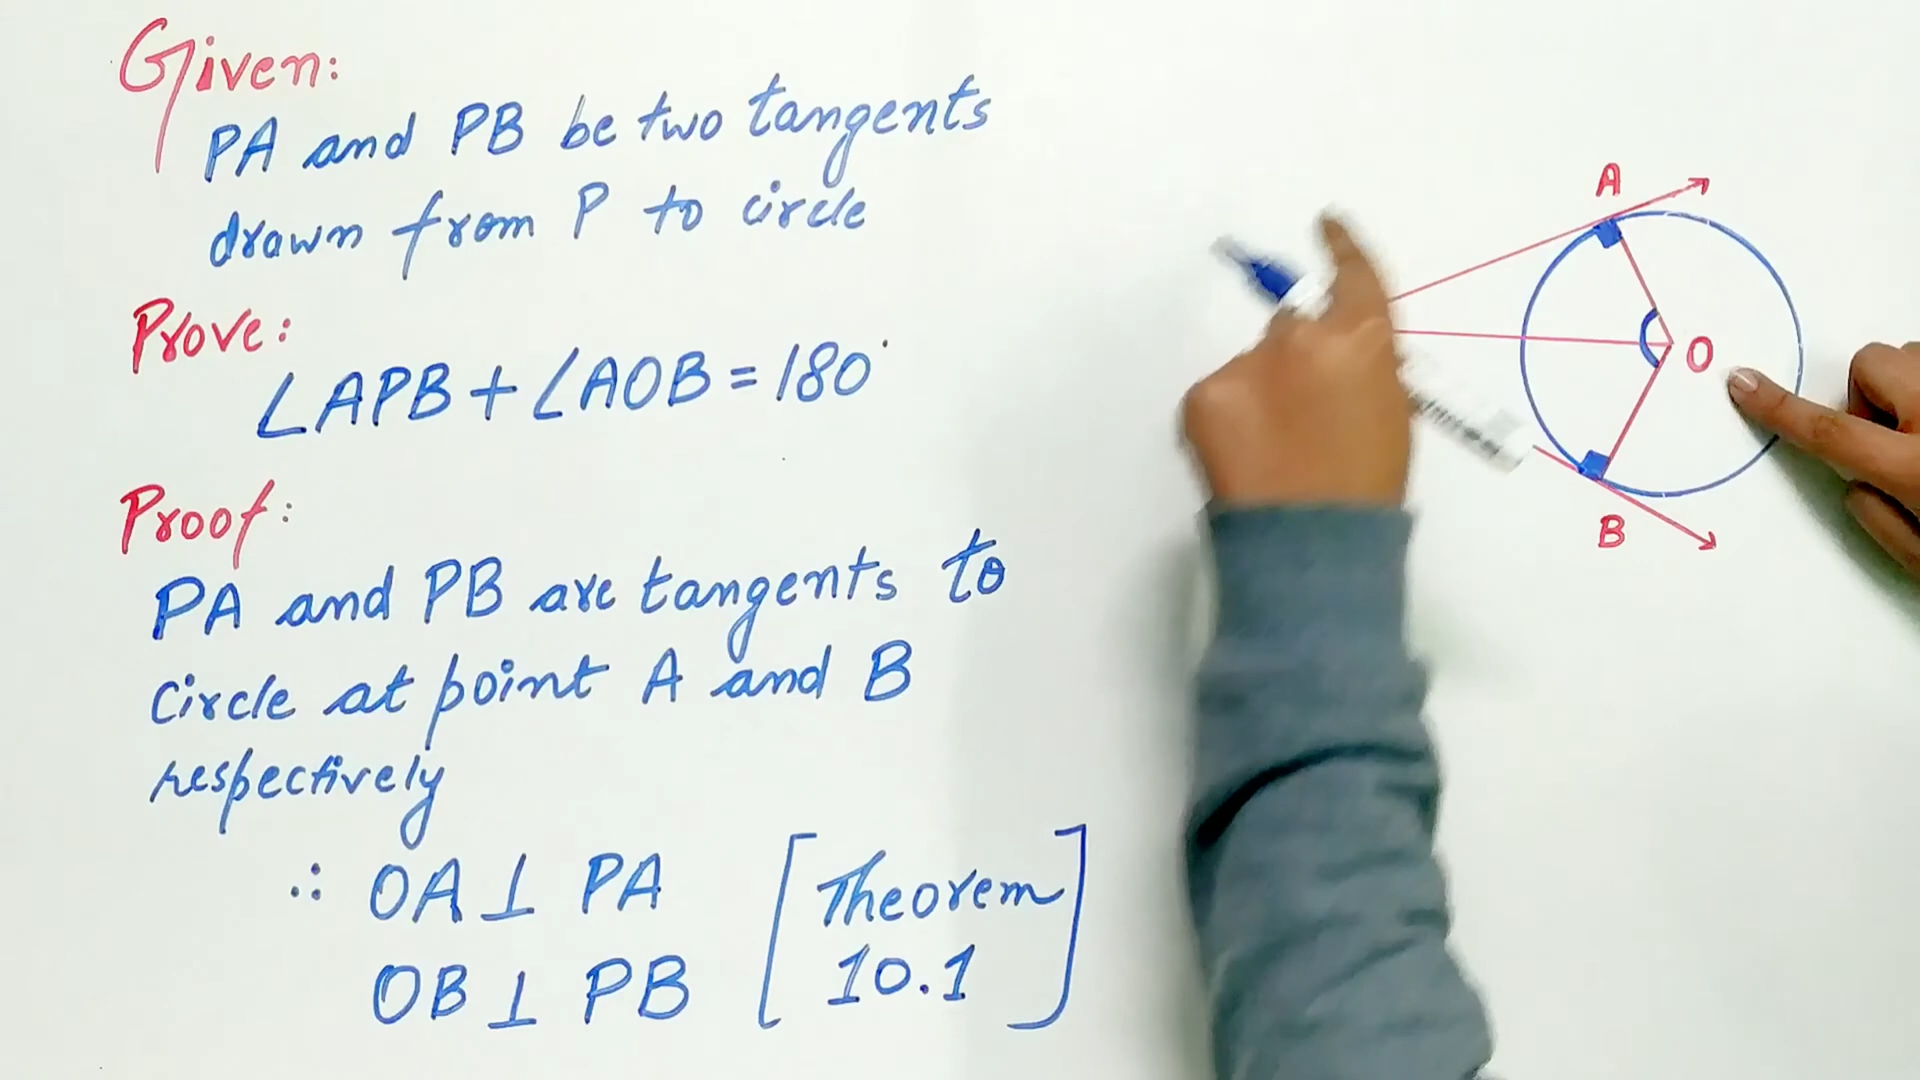 Given:
PA and PB be two tangents
drawn from P to circle
Prove:
∠APB + ∠AOB = 180°
Proof:
PA and PB are tangents to
circle at point A and B
respectively
∴ OA ⊥ PA [Theorem
OB ⊥ PB 10.1]
A
O
B